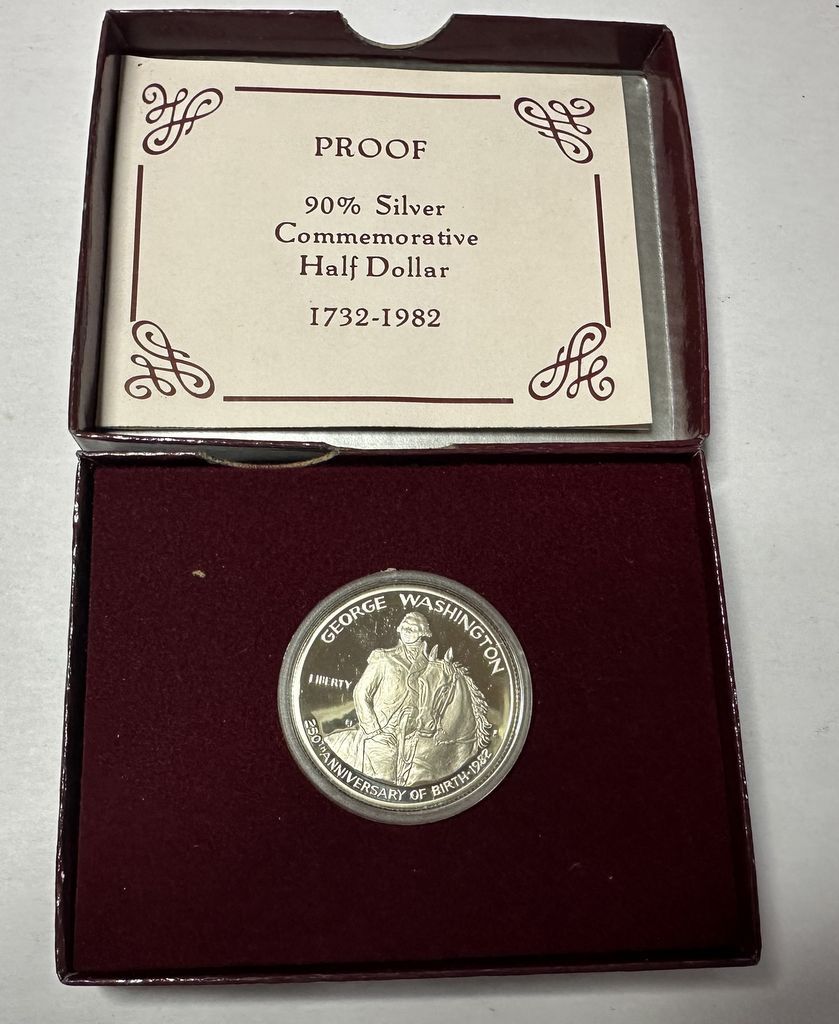 PROOF
90% Silver
Commemorative
Half Dollar
1732-1982
GEORGE WASHINGTON
LIBERTY
250TH ANNIVERSARY OF BIRTH·1982